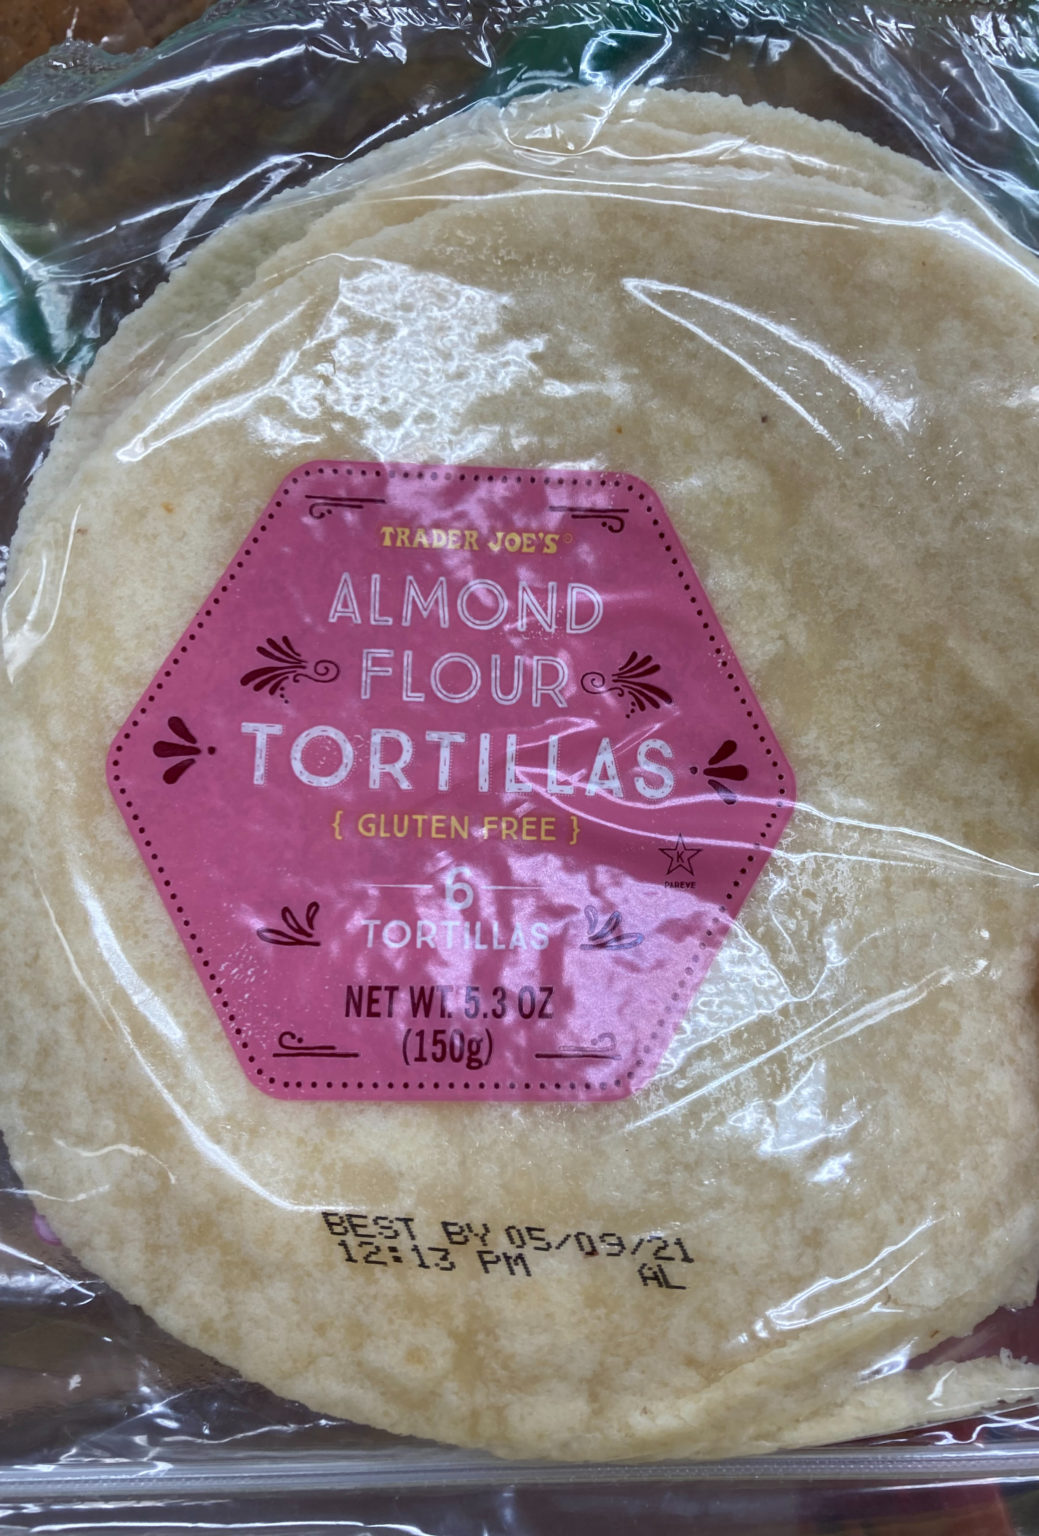 TRADER JOE'S®
ALMOND
FLOUR
TORTILLAS
{ GLUTEN FREE }
K
PAREVE
6
TORTILLAS
NET WT. 5.3 OZ
(150g)
BEST BY 05/09/21
12:13 PM AL